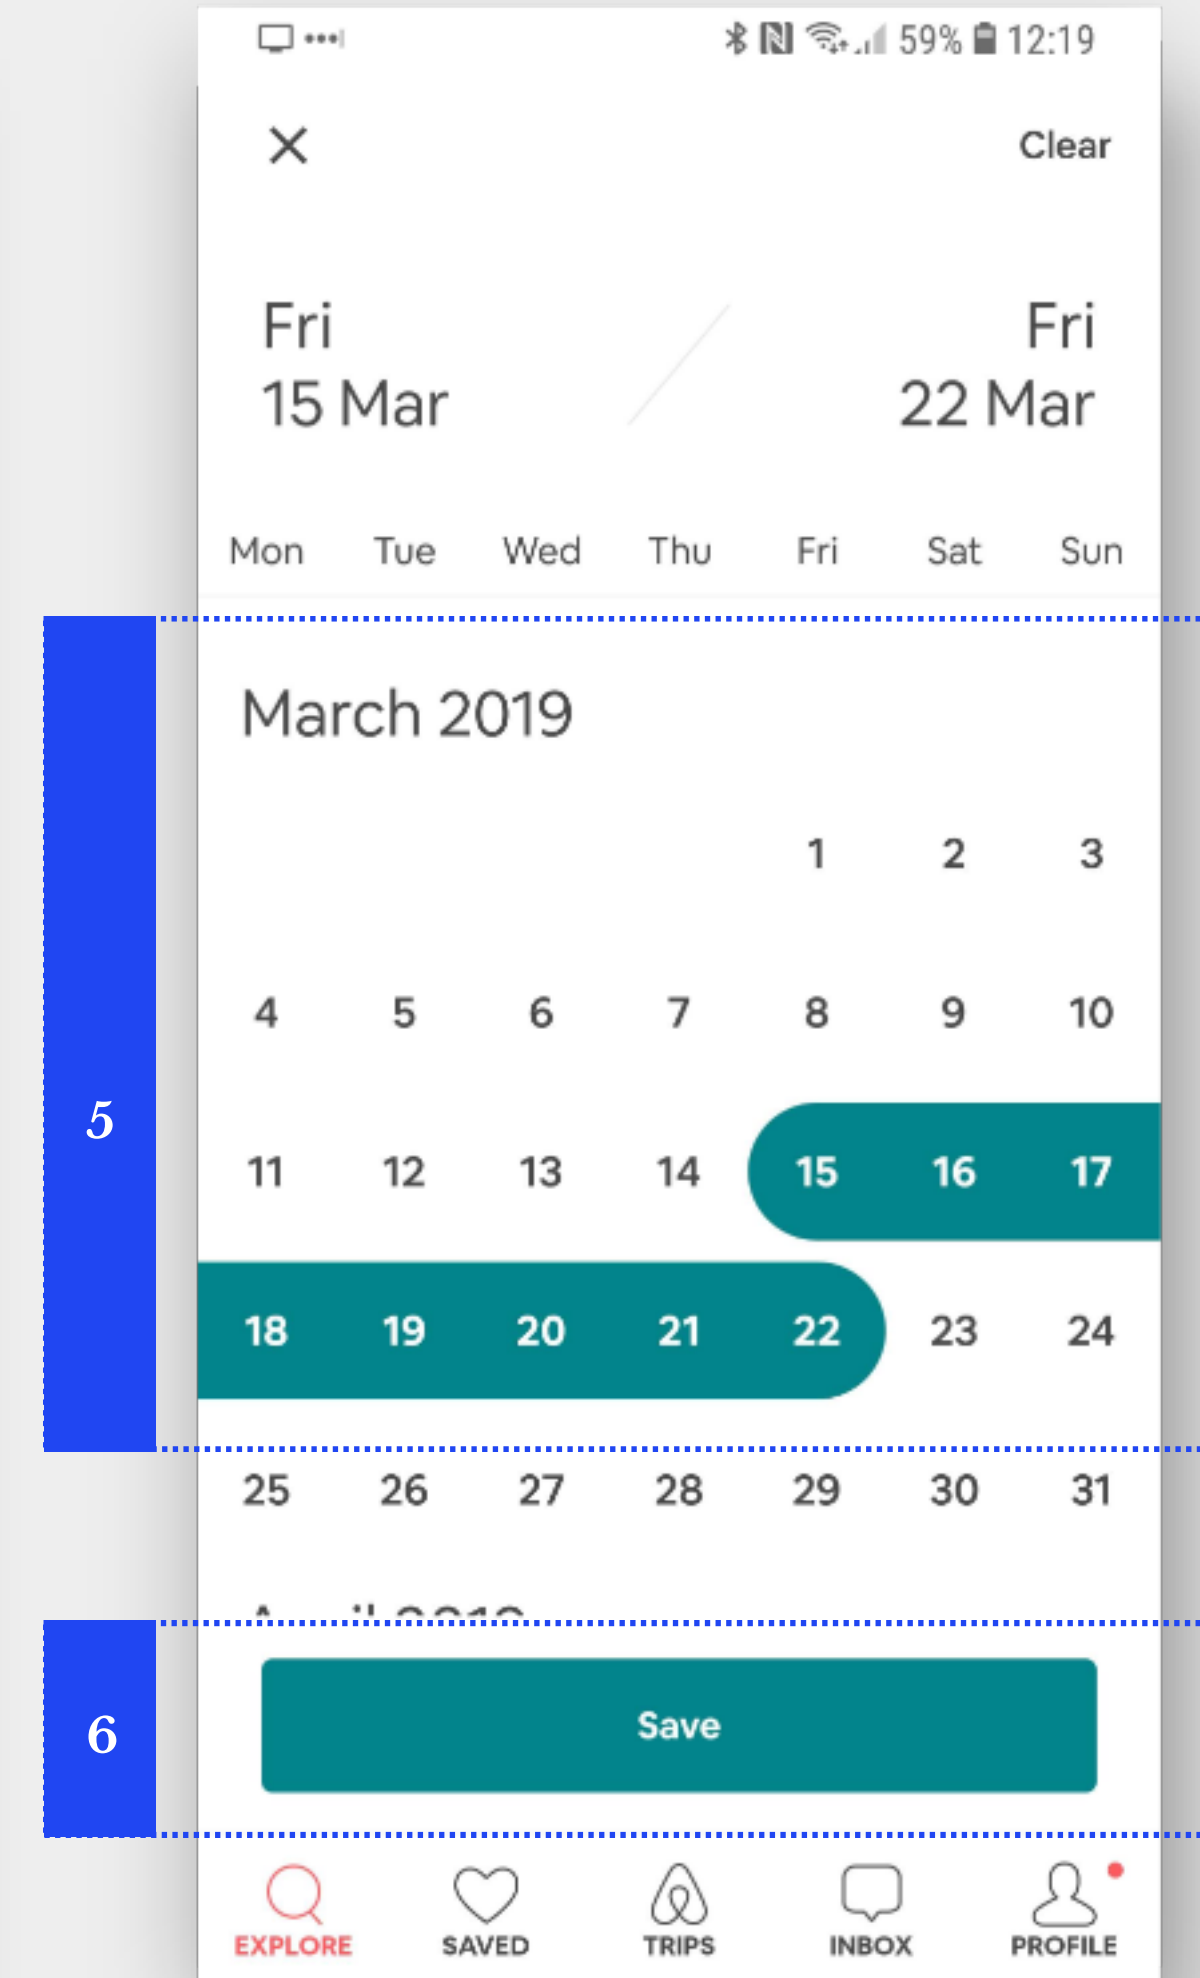 59% 12:19
Clear
Fri Fri
15 Mar 22 Mar
Mon Tue Wed Thu Fri Sat Sun
March 2019
1 2 3
4 5 6 7 8 9 10
5
11 12 13 14 15 16 17
18 19 20 21 22 23 24
25 26 27 28 29 30 31
6
Save
EXPLORE SAVED TRIPS INBOX PROFILE